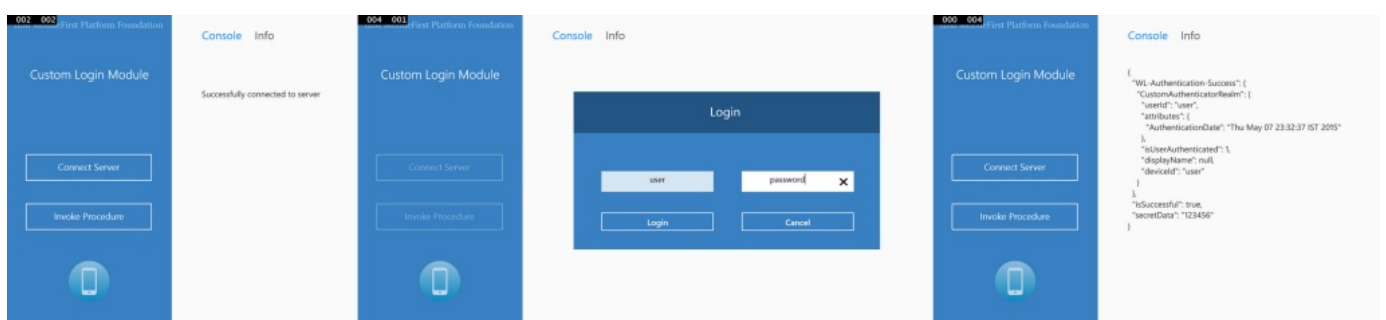 002 002
MobileFirst Platform Foundation
Console Info
Custom Login Module
Successfully connected to server
Connect Server
Invoke Procedure
004 001
MobileFirst Platform Foundation
Console Info
Custom Login Module
Login
Connect Server
user
password
Invoke Procedure
Login
Cancel
000 004
MobileFirst Platform Foundation
Console Info
Custom Login Module
Connect Server
Invoke Procedure
{
"WL-Authentication-Success": {
"CustomAuthenticatorRealm": {
"userId": "user",
"attributes": {
"AuthenticationDate": "Thu May 07 23:32:37 IST 2015"
},
"isUserAuthenticated": 1,
"displayName": null,
"deviceId": "user"
}
},
"isSuccessful": true,
"secretData": "123456"
}